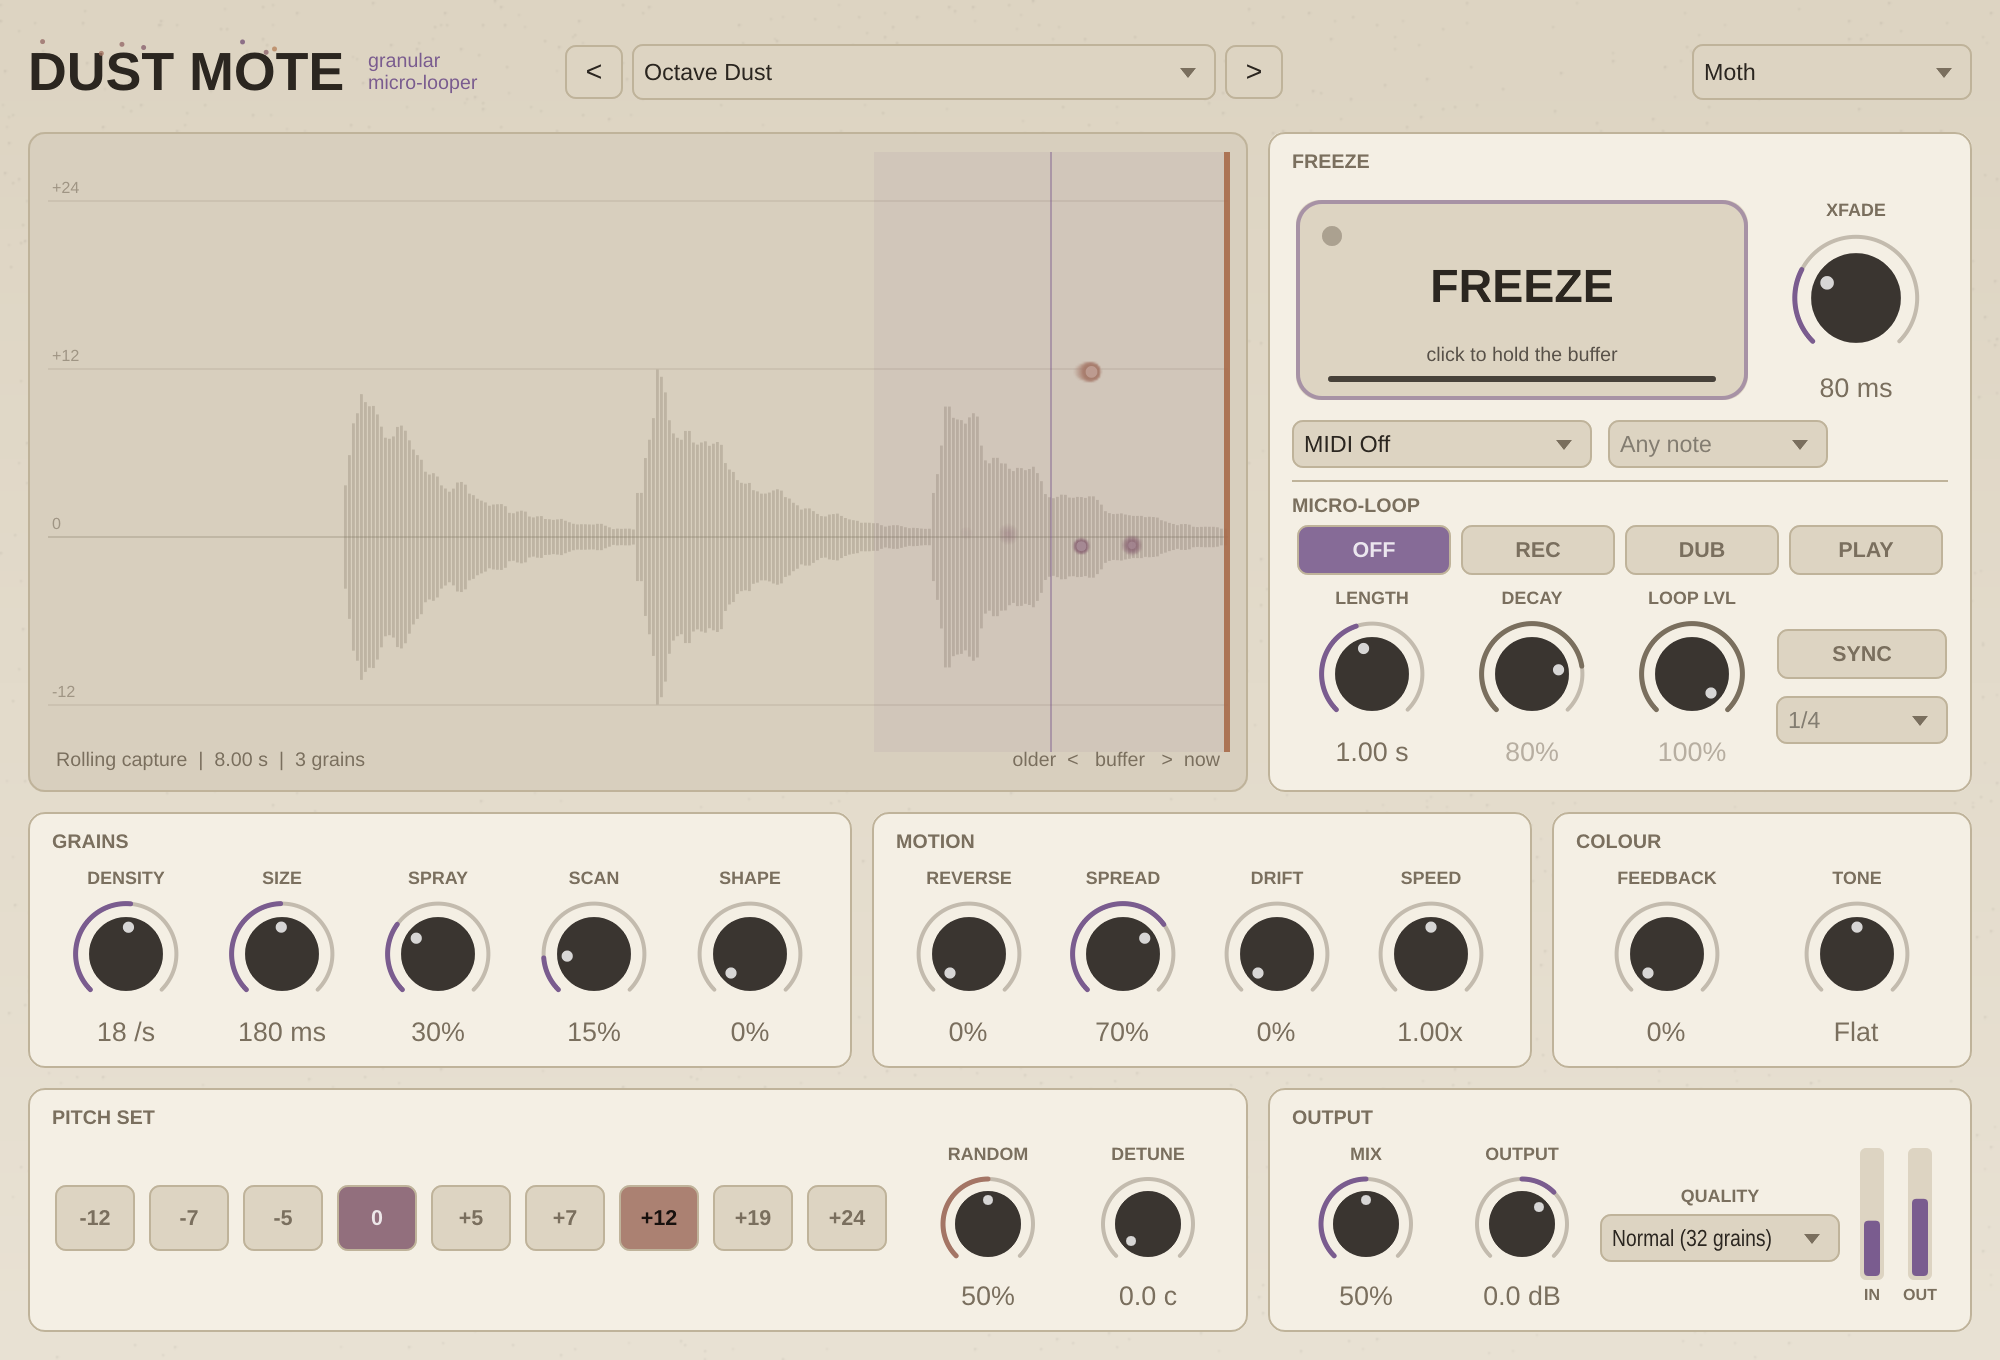 DUST MOTE
granular
micro-looper
<
Octave Dust
>
Moth
+24
+12
0
-12
Rolling capture | 8.00 s | 3 grains
older < buffer > now
FREEZE
FREEZE
click to hold the buffer
XFADE
80 ms
MIDI Off
Any note
MICRO-LOOP
OFF
REC
DUB
PLAY
LENGTH
DECAY
LOOP LVL
SYNC
1/4
1.00 s
80%
100%
GRAINS
DENSITY
SIZE
SPRAY
SCAN
SHAPE
18 /s
180 ms
30%
15%
0%
MOTION
REVERSE
SPREAD
DRIFT
SPEED
0%
70%
0%
1.00x
COLOUR
FEEDBACK
TONE
0%
Flat
PITCH SET
-12
-7
-5
0
+5
+7
+12
+19
+24
RANDOM
DETUNE
50%
0.0 c
OUTPUT
MIX
OUTPUT
50%
0.0 dB
QUALITY
Normal (32 grains)
IN
OUT